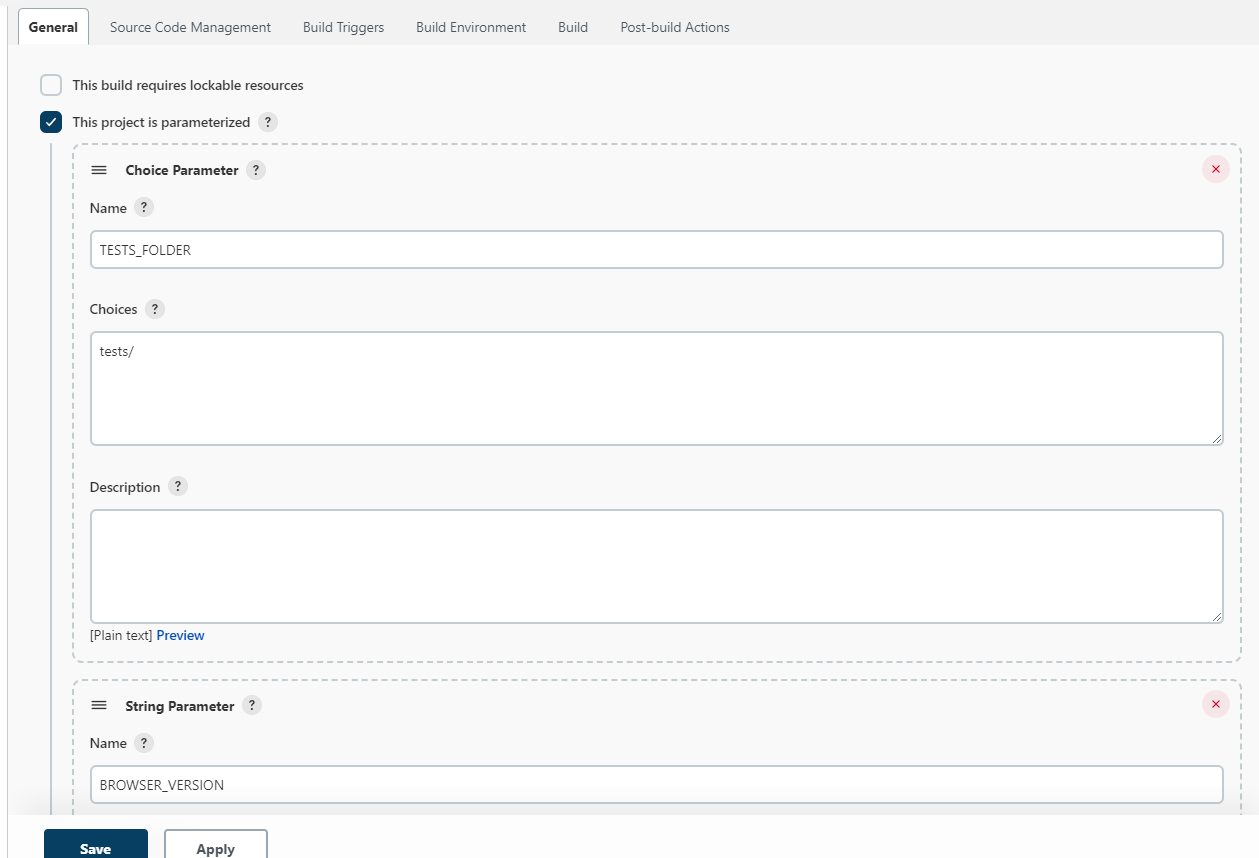 General Source Code Management Build Triggers Build Environment Build Post-build Actions
This build requires lockable resources
This project is parameterized ?
Choice Parameter ?
Name ?
TESTS_FOLDER
Choices ?
tests/
Description ?
[Plain text] Preview
String Parameter ?
Name ?
BROWSER_VERSION
Save Apply